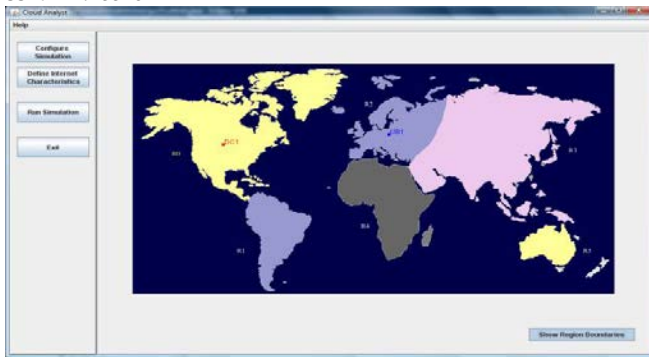 Cloud Analyst
Help
Configure
Simulation
Define Internet
Characteristics
Run Simulation
Exit
R0
DC1
R2
UB1
R3
R1
R4
R5
Show Region Boundaries